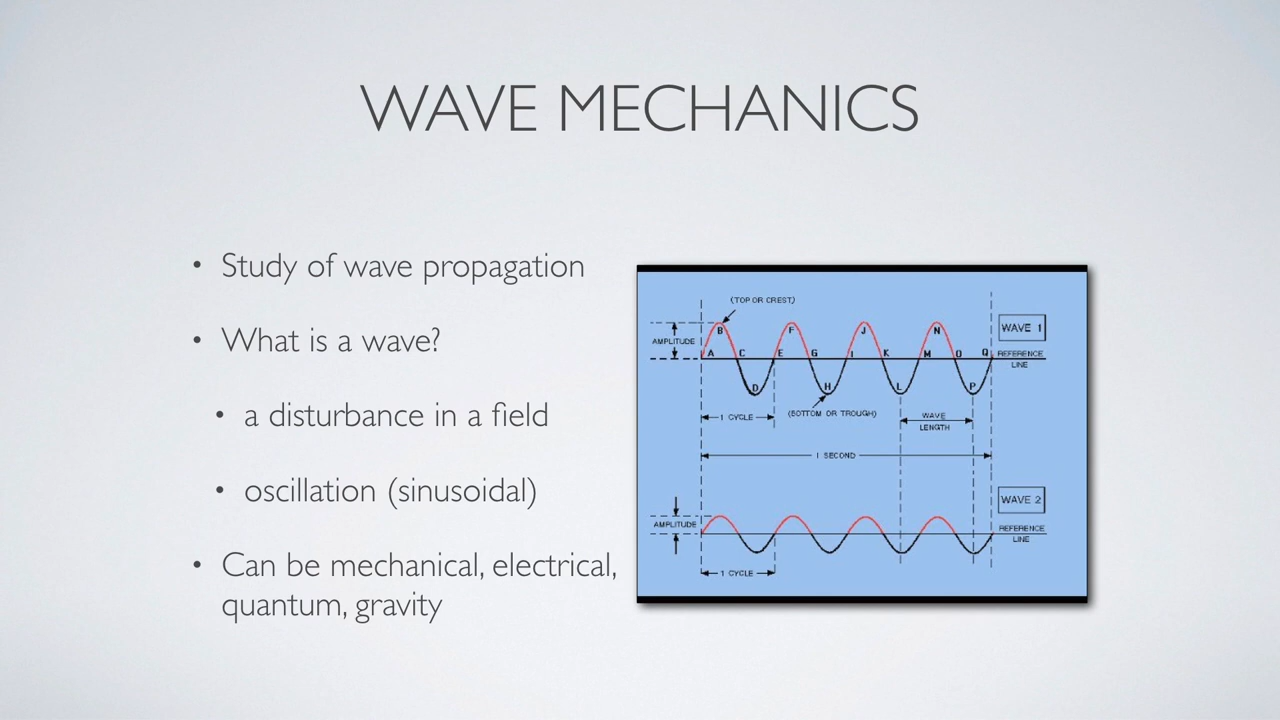 WAVE MECHANICS
• Study of wave propagation
• What is a wave?
• a disturbance in a field
• oscillation (sinusoidal)
• Can be mechanical, electrical,
quantum, gravity
(TOP OR CREST)
WAVE 1
B F J N
AMPLITUDE
A C E G I K M O Q
REFERENCE
LINE
D H L P
1 CYCLE
(BOTTOM OR TROUGH)
WAVE
LENGTH
1 SECOND
WAVE 2
AMPLITUDE
REFERENCE
LINE
1 CYCLE